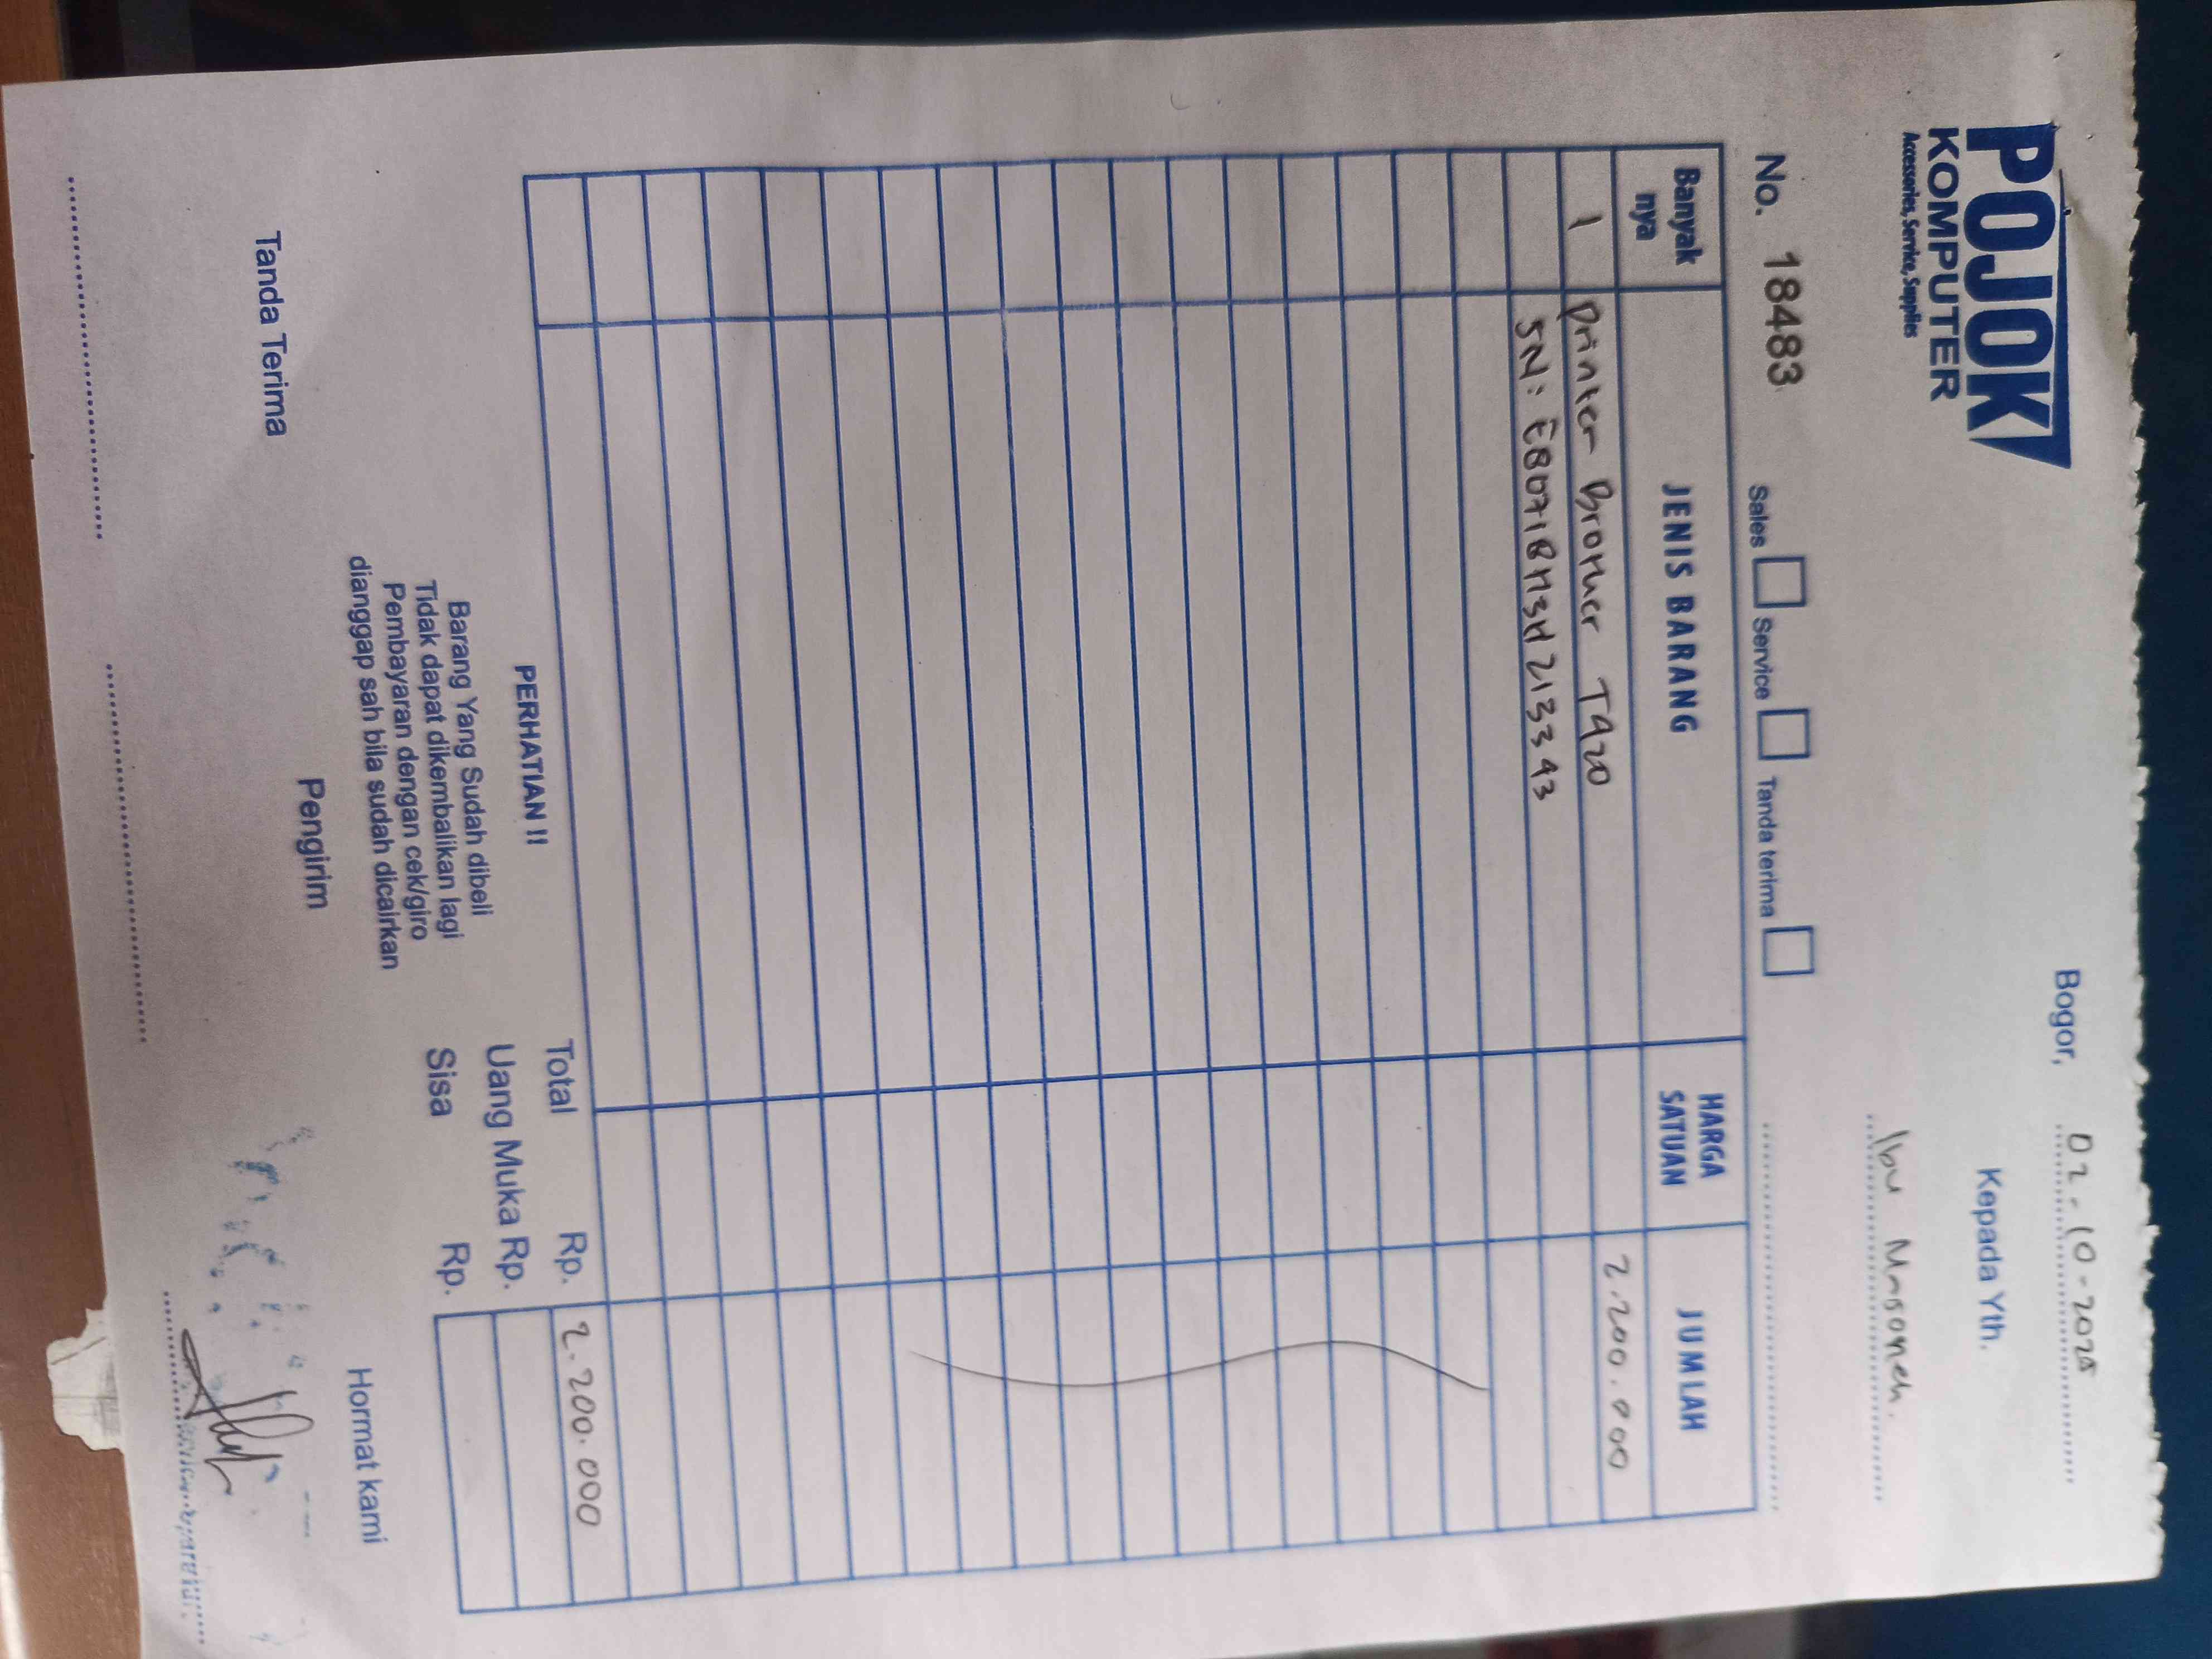 POJOK
KOMPUTER
Accessories, Service, Supplies
Bogor, 02-10-2025
Kepada Yth.
Ibu
No. 18483 Sales Service Tanda terima
Banyak nya JENIS BARANG HARGA SATUAN JUMLAH
1 Printer Brother T420 2.200.000
SN:
PERHATIAN !!
Barang Yang Sudah dibeli
Tidak dapat dikembalikan lagi
Pembayaran dengan cek/giro
dianggap sah bila sudah dicairkan
Total Rp. 2.200.000
Uang Muka Rp.
Sisa Rp.
Tanda Terima Pengirim Hormat kami